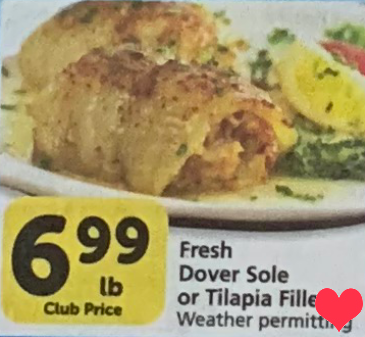 6.99
lb
Club Price
Fresh
Dover Sole
or Tilapia
Weather